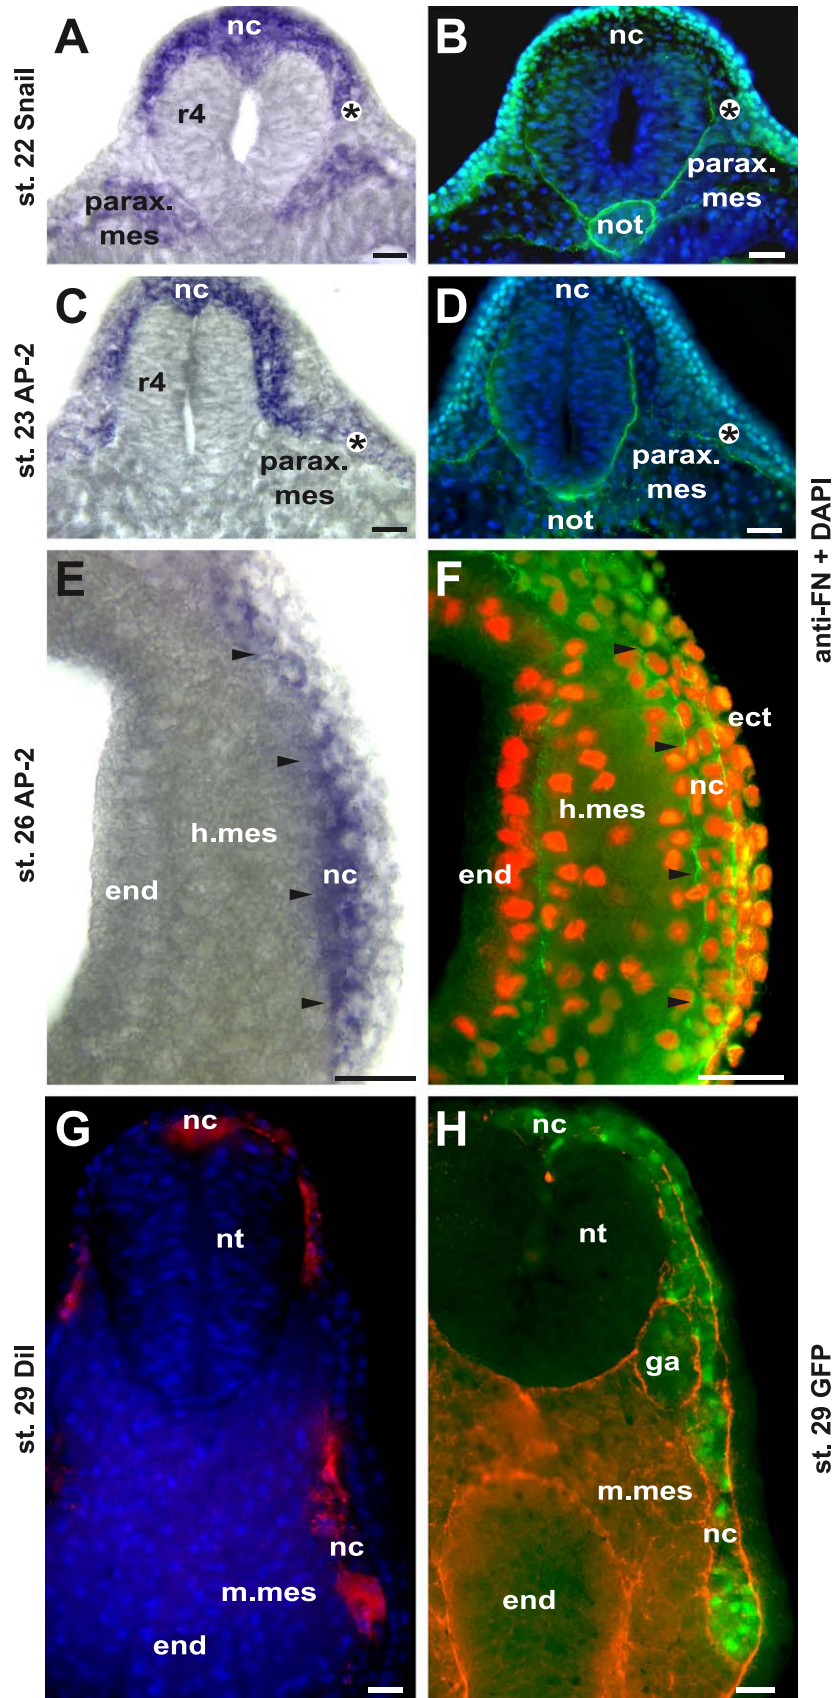 A
nc
r4
*
parax.
mes
st. 22 Snail
B
nc
*
parax.
mes
not
C
nc
r4
*
parax.
mes
st. 23 AP-2
D
nc
*
parax.
mes
not
anti-FN + DAPI
E
h.mes
nc
end
st. 26 AP-2
F
ect
nc
h.mes
end
G
nc
nt
nc
m.mes
end
st. 29 DiI
H
nc
nt
ga
m.mes
nc
end
st. 29 GFP